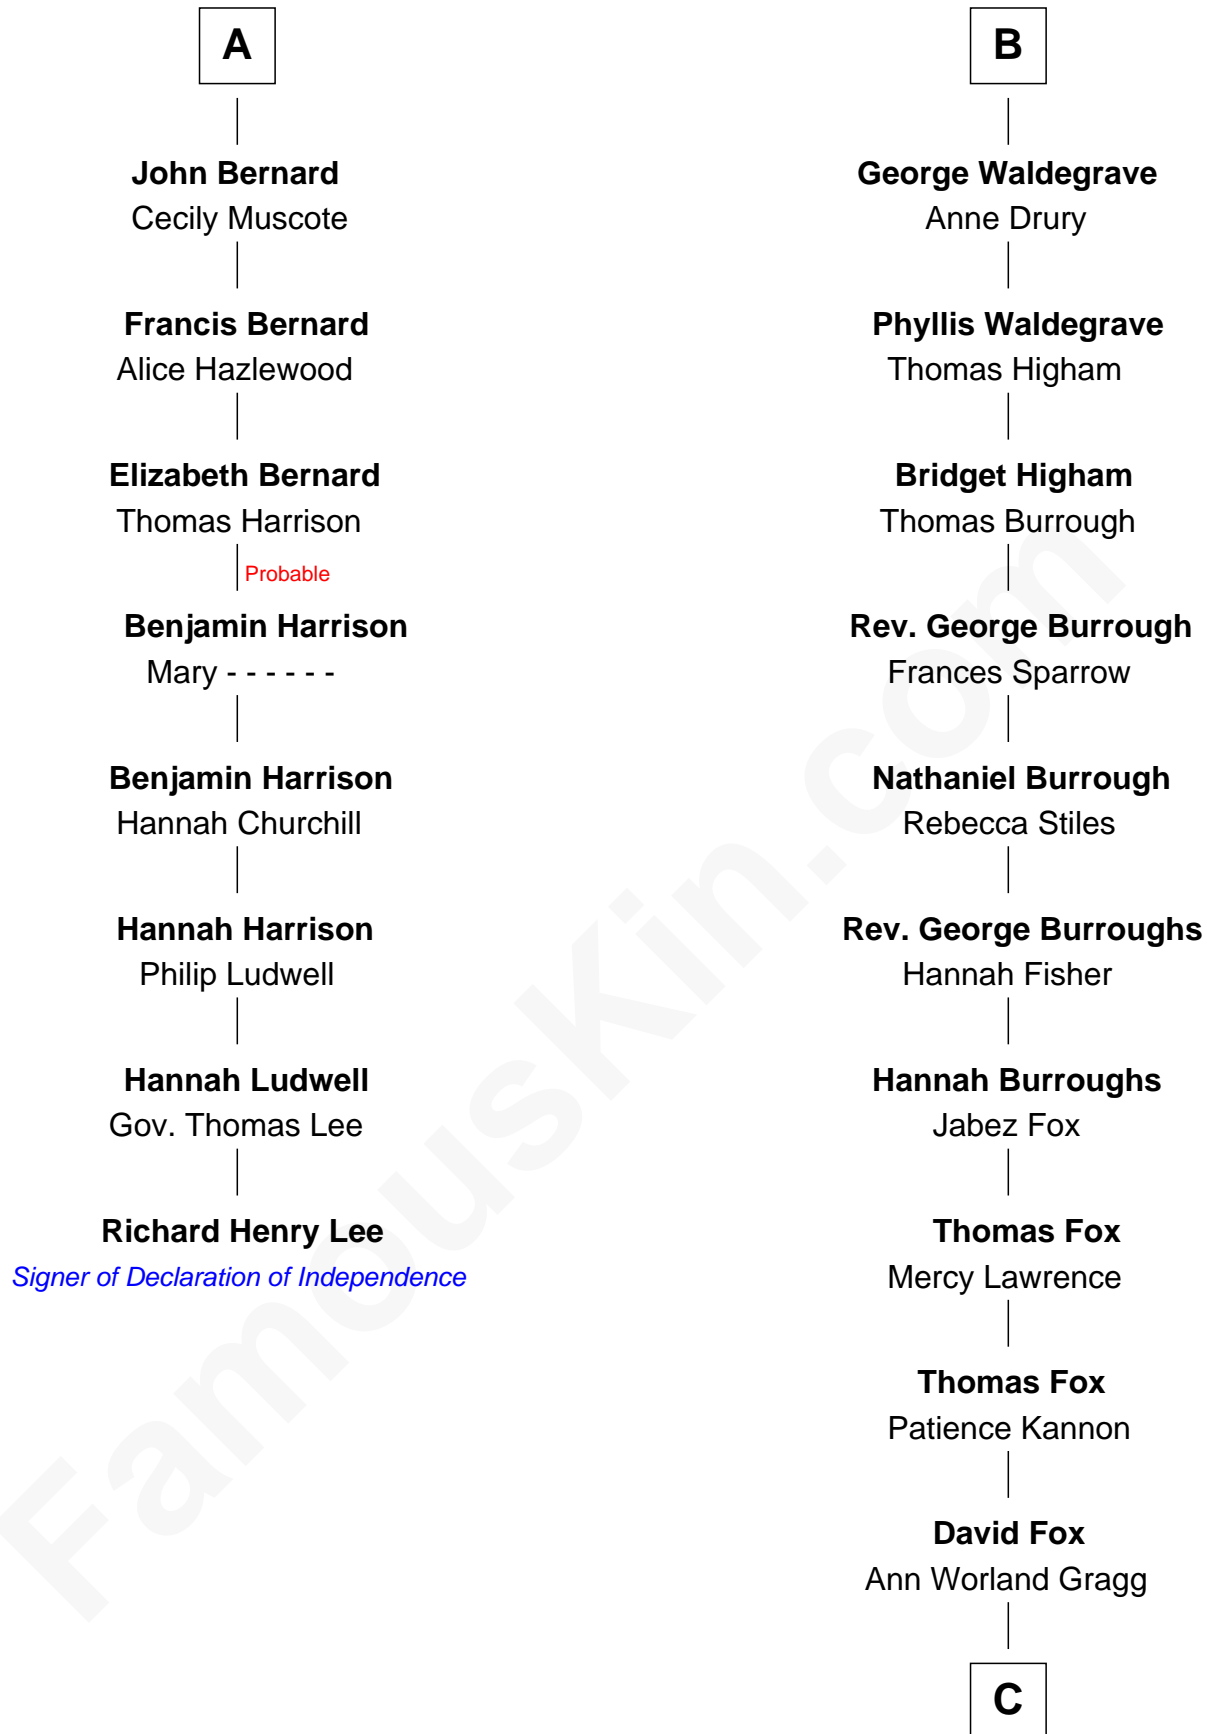 A
John Bernard
Cecily Muscote
Francis Bernard
Alice Hazlewood
Elizabeth Bernard
Thomas Harrison
Probable
Benjamin Harrison
Mary - - - - - -
Benjamin Harrison
Hannah Churchill
Hannah Harrison
Philip Ludwell
Hannah Ludwell
Gov. Thomas Lee
Richard Henry Lee
Signer of Declaration of Independence
B
George Waldegrave
Anne Drury
Phyllis Waldegrave
Thomas Higham
Bridget Higham
Thomas Burrough
Rev. George Burrough
Frances Sparrow
Nathaniel Burrough
Rebecca Stiles
Rev. George Burroughs
Hannah Fisher
Hannah Burroughs
Jabez Fox
Thomas Fox
Mercy Lawrence
Thomas Fox
Patience Kannon
David Fox
Ann Worland Gragg
C
FamousKin.com